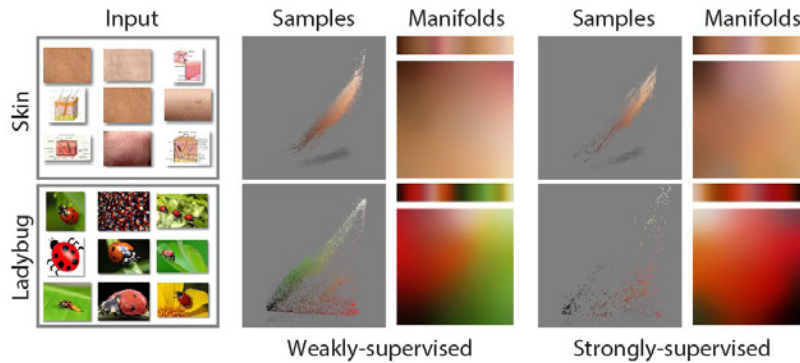 Input
Samples
Manifolds
Samples
Manifolds
Skin
Ladybug
Weakly-supervised
Strongly-supervised